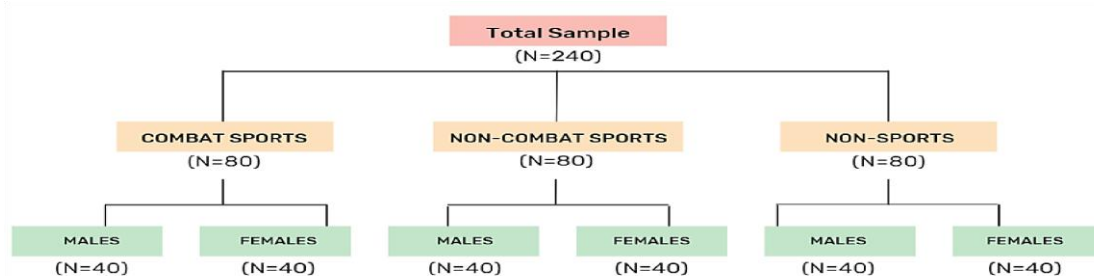 Total Sample
(N=240)
COMBAT SPORTS NON-COMBAT SPORTS NON-SPORTS
(N=80) (N=80) (N=80)
MALES FEMALES MALES FEMALES MALES FEMALES
(N=40) (N=40) (N=40) (N=40) (N=40) (N=40)